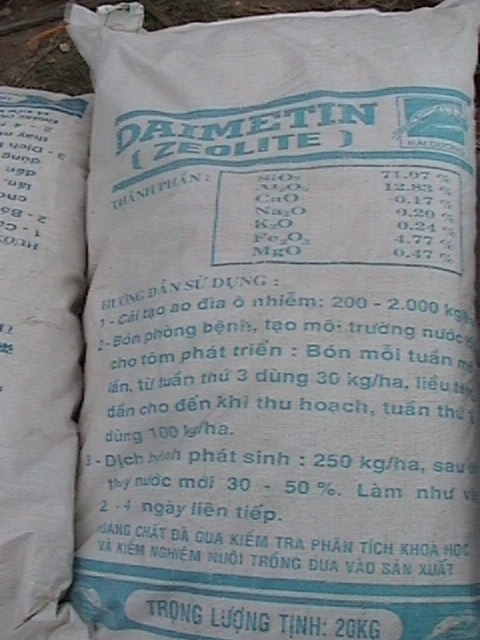 DAIMETIN
( ZEOLITE )
HẢI DƯƠNG
THÀNH PHẦN :
SiO₂ 71.07 %
Al₂O₃ 12.83 %
CaO 0.17 %
Na₂O 0.20 %
K₂O 0.24 %
Fe₂O₃ 4.77 %
MgO 0.47 %
HƯỚNG DẪN SỬ DỤNG :
1 - Cải tạo ao đìa ô nhiễm: 200 - 2.000 kg
2 - Bón phòng bệnh, tạo môi trường nước
cho tôm phát triển : Bón mỗi tuần
lần, từ tuần thứ 3 dùng 30 kg/ha, liều
dần cho đến khi thu hoạch, tuần thứ
dùng 100 kg/ha.
3 - Dịch bệnh phát sinh : 250 kg/ha, sau
thay nước mới 30 - 50 %. Làm như
2 - 4 ngày liên tiếp.
KHOÁNG CHẤT ĐÃ QUA KIỂM TRA PHÂN TÍCH KHOA HỌC
VÀ KIỂM NGHIỆM NUÔI TRỒNG ĐƯA VÀO SẢN XUẤT
TRỌNG LƯỢNG TỊNH: 20KG